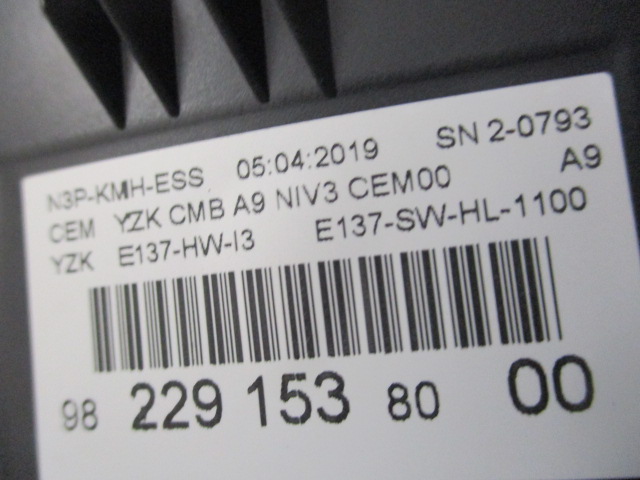 N3P-KMH-ESS 05:04:2019 SN 2-0793
CEM YZK CMB A9 NIV3 CEM00 A9
YZK E137-HW-I3 E137-SW-HL-1100
98 229 153 80 00